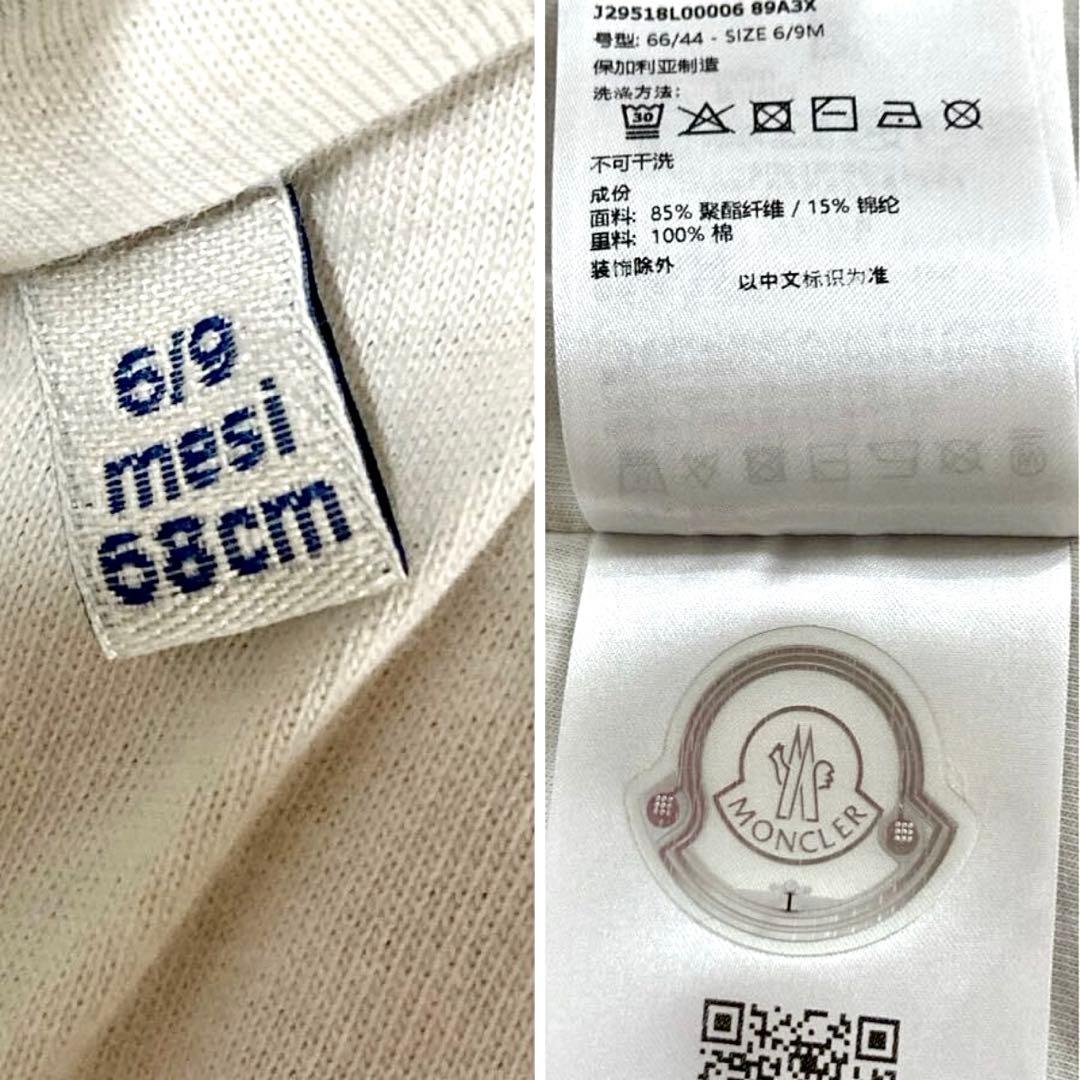 6/9
mesi
68cm
J29518L00006 89A3X
号型: 66/44 - SIZE 6/9M
保加利亚制造
洗涤方法:
30
不可干洗
成份
面料: 85% 聚酯纤维 / 15% 锦纶
里料: 100% 棉
装饰除外
以中文标识为准
MONCLER
I